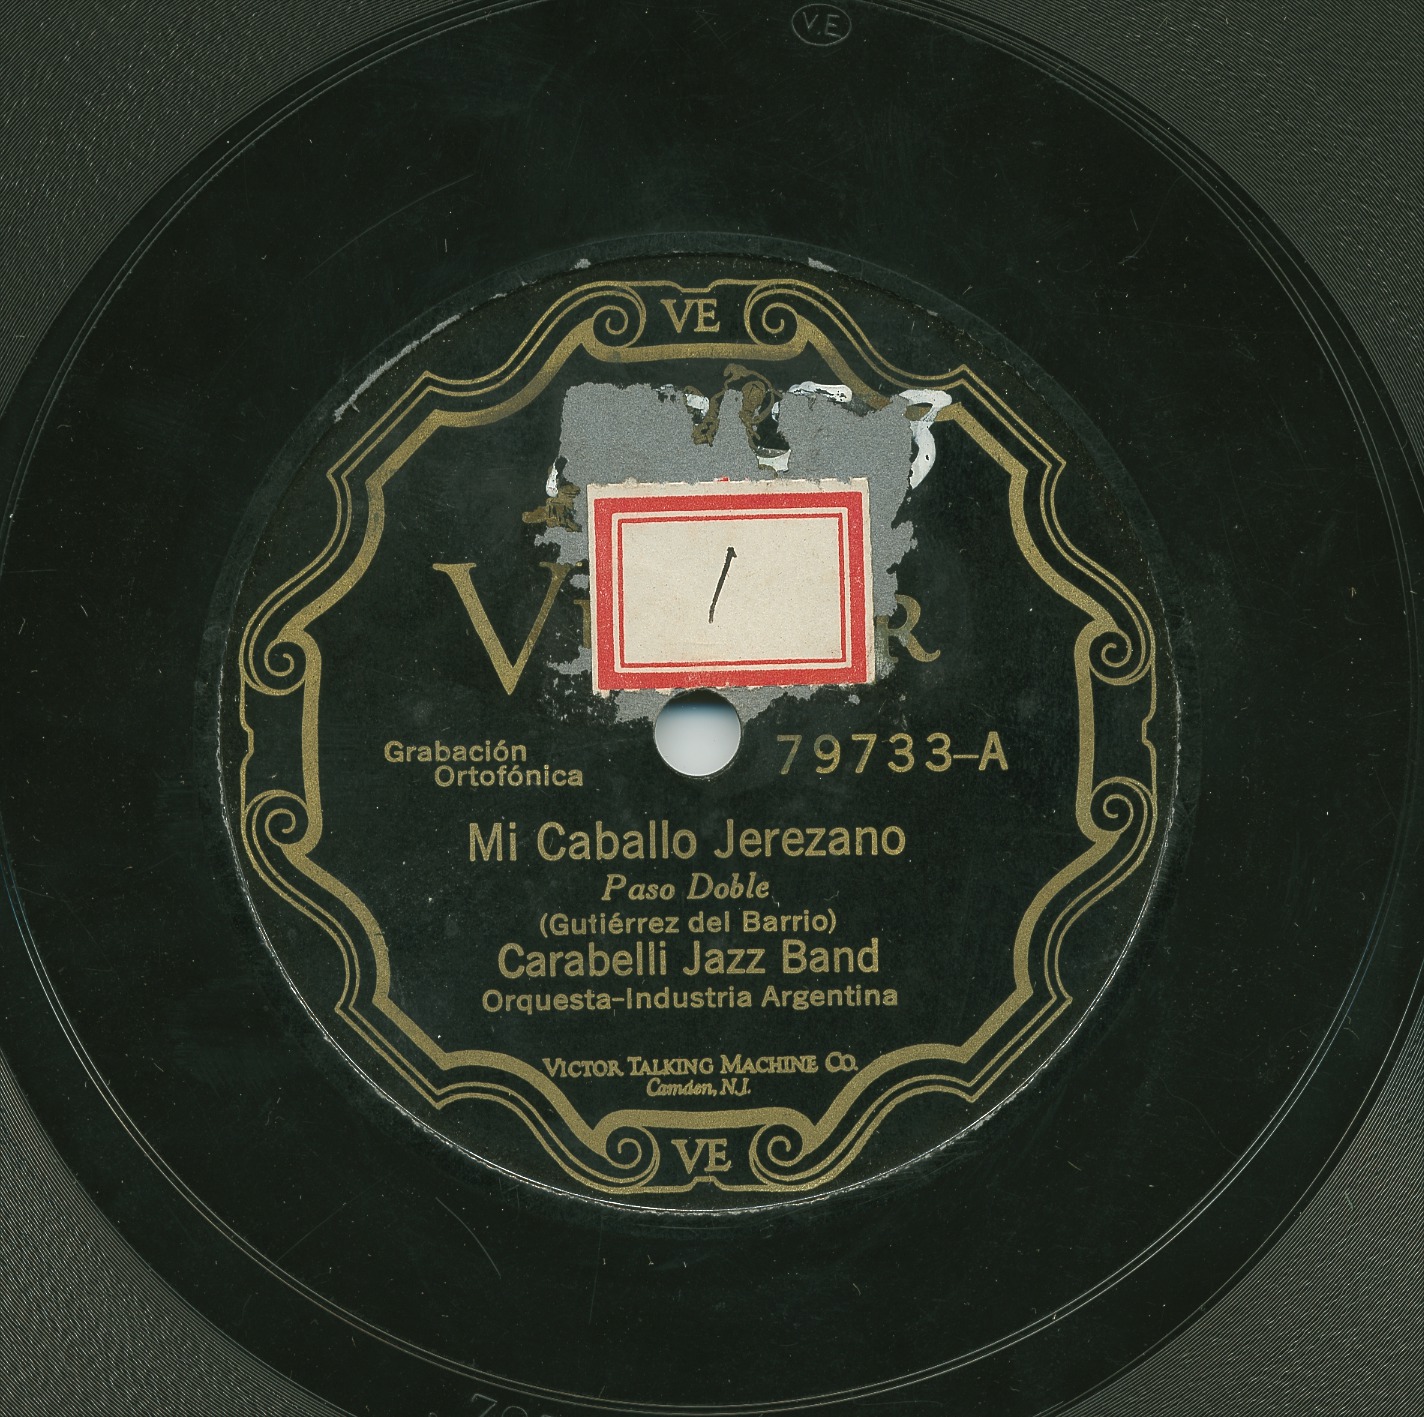 V.E
VE
1
Grabación
Ortofónica
79733-A
Mi Caballo Jerezano
Paso Doble
(Gutiérrez del Barrio)
Carabelli Jazz Band
Orquesta-Industria Argentina
VICTOR TALKING MACHINE CO.
Camden, N.J.
VE